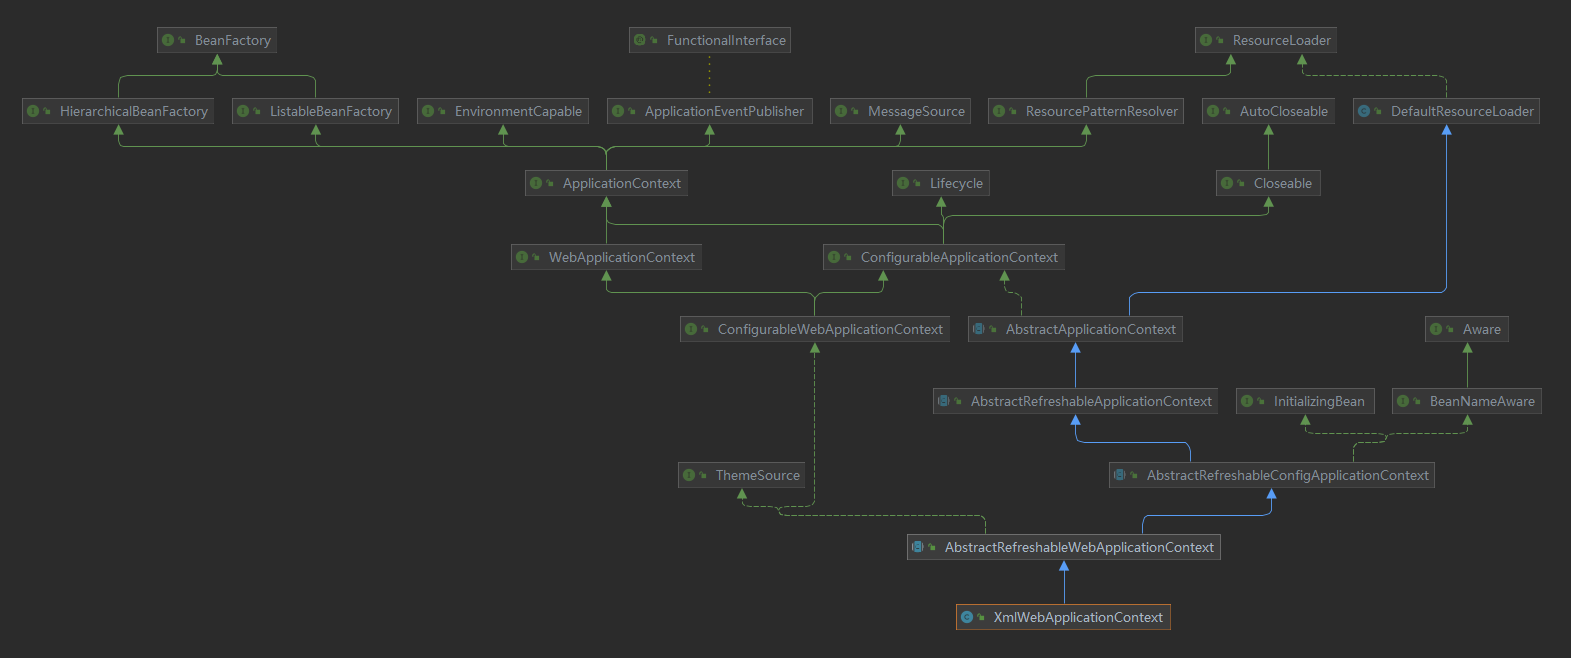 BeanFactory
FunctionalInterface
ResourceLoader
HierarchicalBeanFactory
ListableBeanFactory
EnvironmentCapable
ApplicationEventPublisher
MessageSource
ResourcePatternResolver
AutoCloseable
DefaultResourceLoader
ApplicationContext
Lifecycle
Closeable
WebApplicationContext
ConfigurableApplicationContext
ConfigurableWebApplicationContext
AbstractApplicationContext
Aware
AbstractRefreshableApplicationContext
InitializingBean
BeanNameAware
ThemeSource
AbstractRefreshableConfigApplicationContext
AbstractRefreshableWebApplicationContext
XmlWebApplicationContext